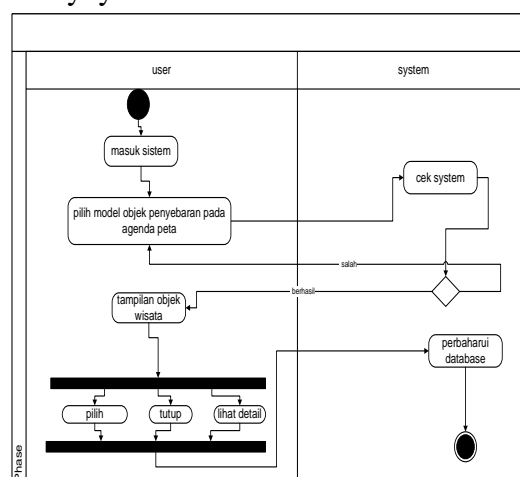 user
system
masuk sistem
cek system
pilih model objek penyebaran pada
agenda peta
salah
berhasil
tampilan objek
wisata
perbaharui
database
pilih
tutup
lihat detail
Phase